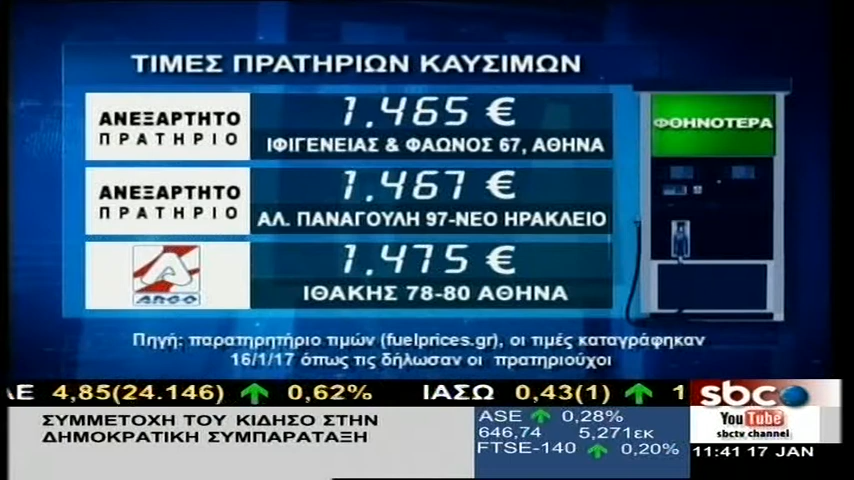 ΤΙΜΕΣ ΠΡΑΤΗΡΙΩΝ ΚΑΥΣΙΜΩΝ
ΑΝΕΞΑΡΤΗΤΟ
ΠΡΑΤΗΡΙΟ
1.465 €
ΙΦΙΓΕΝΕΙΑΣ & ΦΑΩΝΟΣ 67, ΑΘΗΝΑ
ΦΘΗΝΟΤΕΡΑ
ΑΝΕΞΑΡΤΗΤΟ
ΠΡΑΤΗΡΙΟ
1.467 €
ΑΛ. ΠΑΝΑΓΟΥΛΗ 97-ΝΕΟ ΗΡΑΚΛΕΙΟ
ARGO
1.475 €
ΙΘΑΚΗΣ 78-80 ΑΘΗΝΑ
Πηγή: παρατηρητήριο τιμών (fuelprices.gr), οι τιμές καταγράφηκαν
16/1/17 όπως τις δήλωσαν οι πρατηριούχοι
ΛΕ 4,85(24.146) 0,62% ΙΑΣΩ 0,43(1) 1
sbc
You Tube
sbctv channel
11:41 17 JAN
ΣΥΜΜΕΤΟΧΗ ΤΟΥ ΚΙΔΗΣΟ ΣΤΗΝ
ΔΗΜΟΚΡΑΤΙΚΗ ΣΥΜΠΑΡΑΤΑΞΗ
ASE 0,28%
646,74 5,271εκ
FTSE-140 0,20%